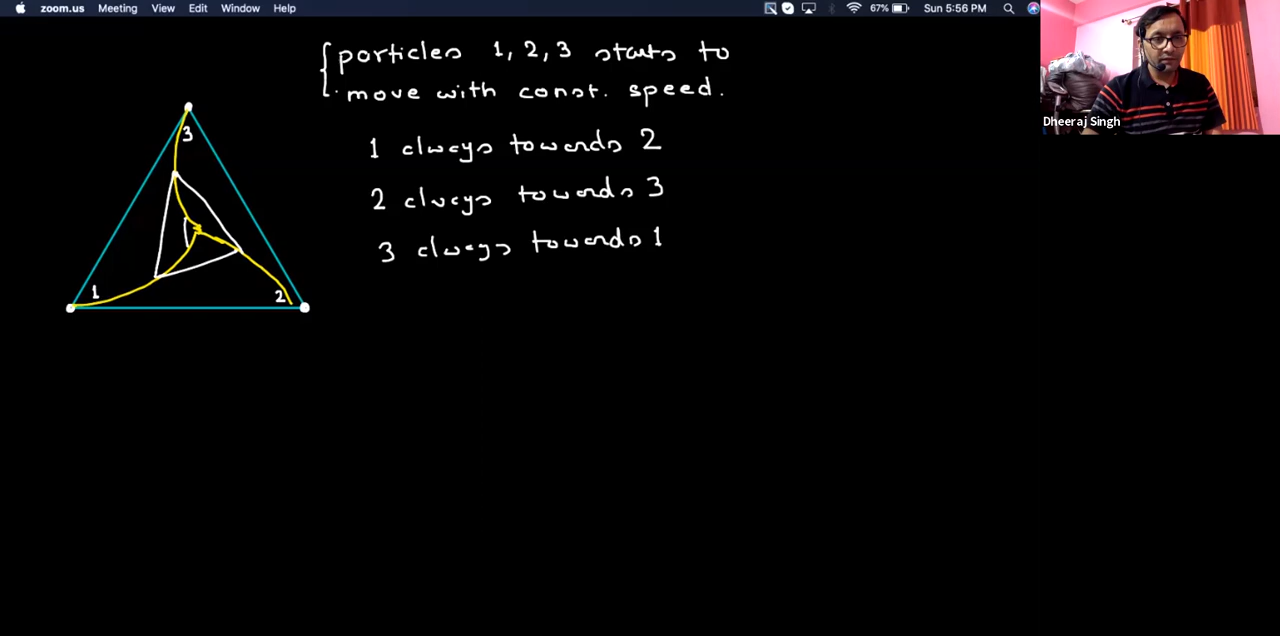 zoom.us Meeting View Edit Window Help 67% Sun 5:56 PM
particles 1, 2, 3 starts to
move with const. speed.
Dheeraj Singh
3
1 always towards 2
2 always towards 3
3 always towards 1
1 2